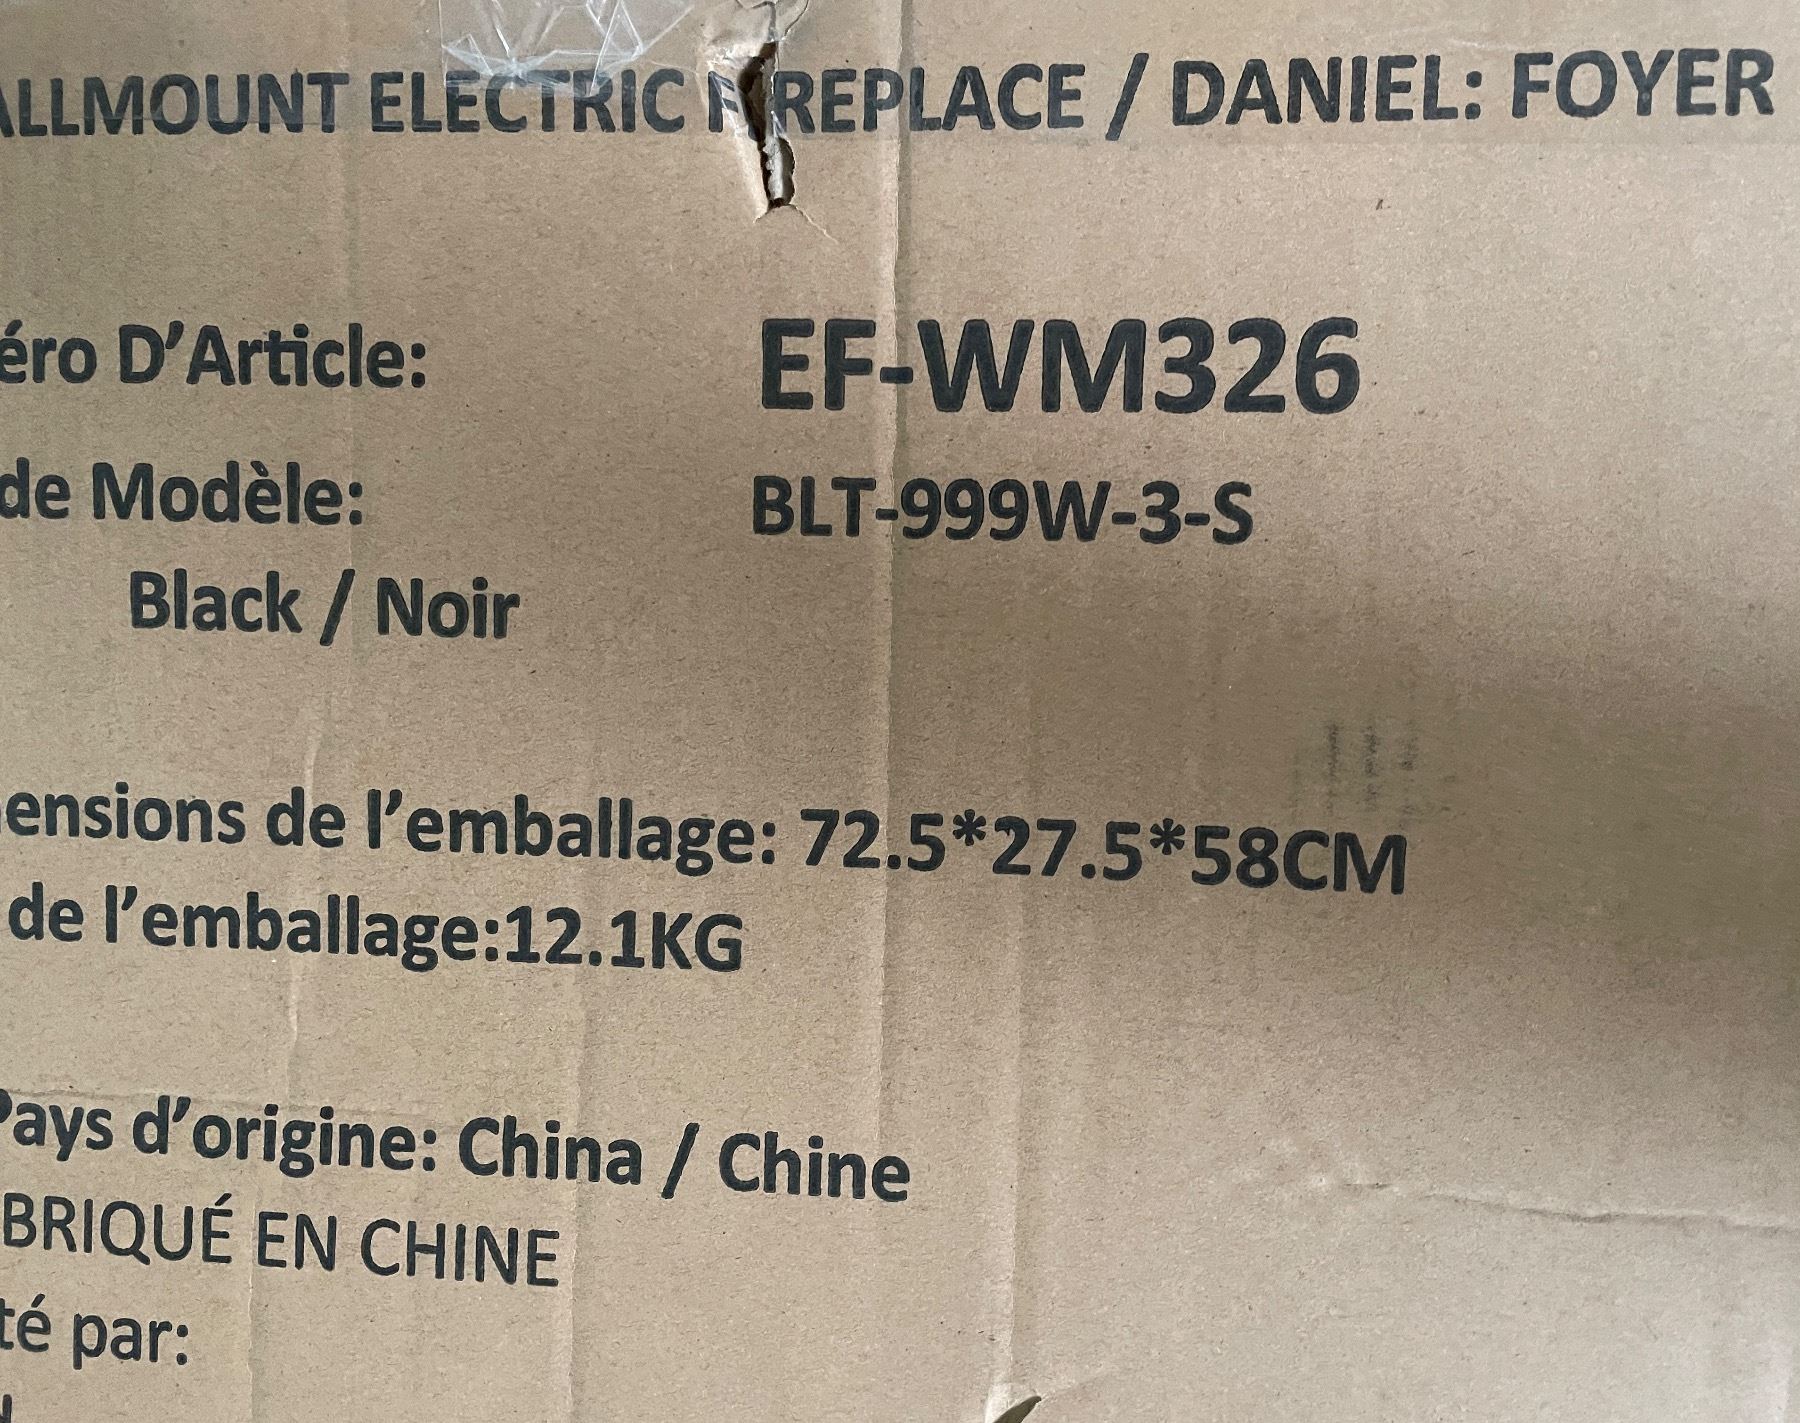 ALLMOUNT ELECTRIC FIREPLACE / DANIEL: FOYER
éro D'Article: EF-WM326
de Modèle: BLT-999W-3-S
Black / Noir
ensions de l'emballage: 72.5*27.5*58CM
de l'emballage:12.1KG
Pays d'origine: China / Chine
BRIQUÉ EN CHINE
té par: